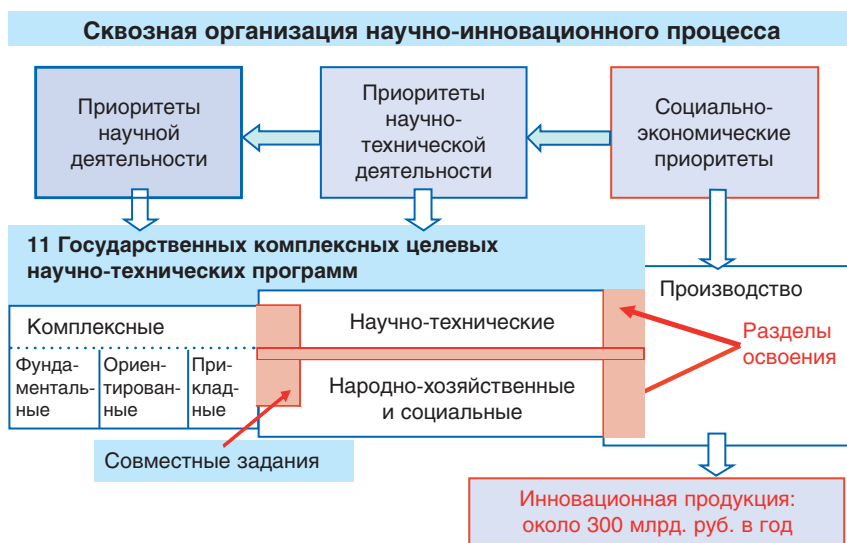 Сквозная организация научно-инновационного процесса
Приоритеты
научной
деятельности
Приоритеты
научно-
технической
деятельности
Социально-
экономические
приоритеты
11 Государственных комплексных целевых
научно-технических программ
Комплексные
Фунда-
менталь-
ные
Ориен-
тирован-
ные
При-
клад-
ные
Научно-технические
Народно-хозяйственные
и социальные
Производство
Разделы
освоения
Совместные задания
Инновационная продукция:
около 300 млрд. руб. в год